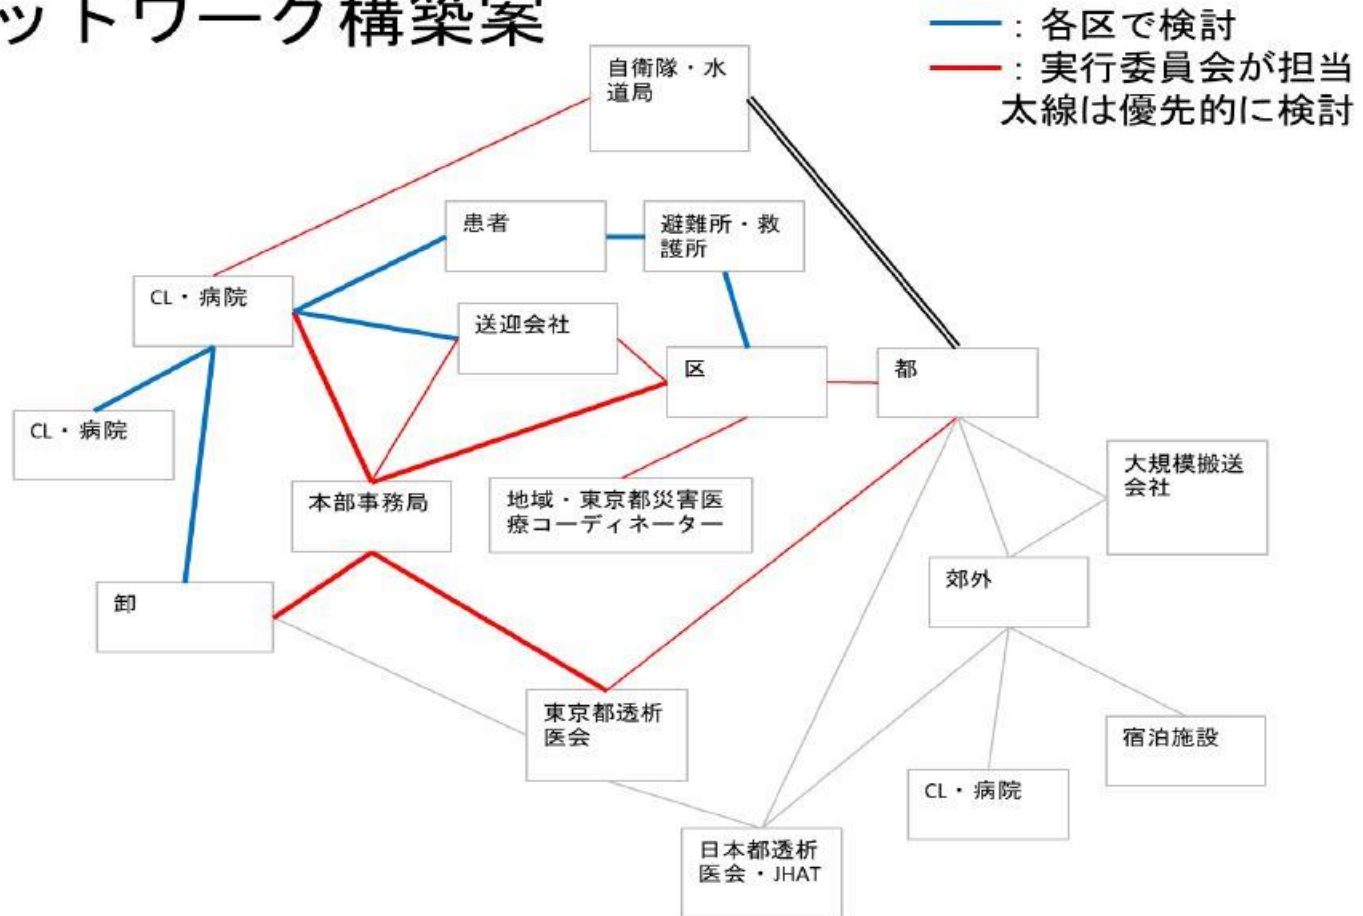 ットワーク構築案
：各区で検討
：実行委員会が担当
太線は優先的に検討
自衛隊・水
道局
患者
避難所・救
護所
CL・病院
送迎会社
区
都
CL・病院
大規模搬送
会社
本部事務局
地域・東京都災害医
療コーディネーター
郊外
卸
東京都透析
医会
宿泊施設
CL・病院
日本都透析
医会・JHAT